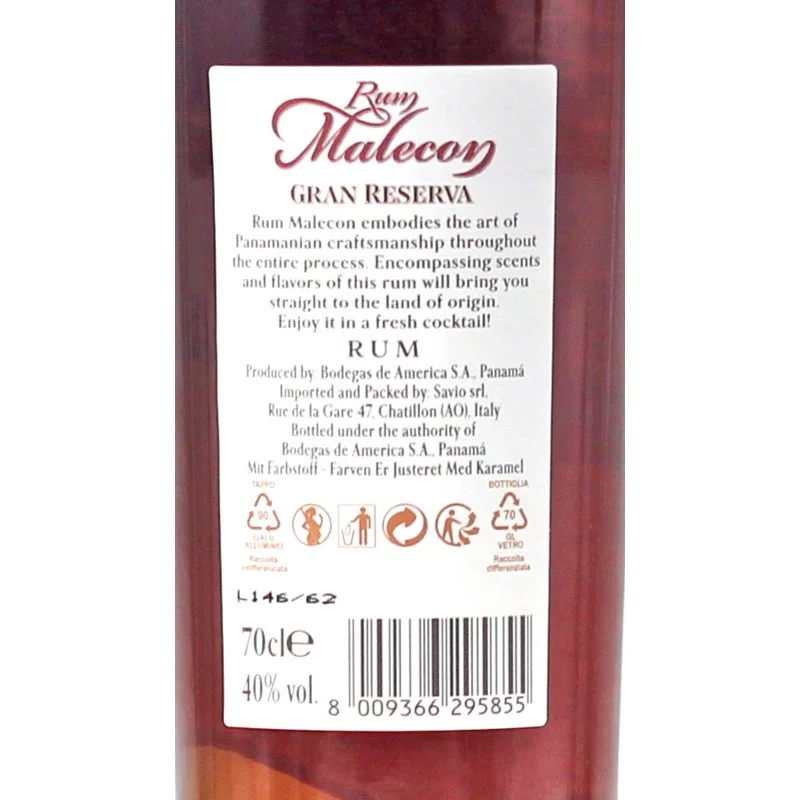 Rum
Malecon
GRAN RESERVA
Rum Malecon embodies the art of
Panamanian craftsmanship throughout
the entire process. Encompassing scents
and flavors of this rum will bring you
straight to the land of origin.
Enjoy it in a fresh cocktail!
RUM
Produced by: Bodegas de America S.A., Panamá
Imported and Packed by: Savio srl,
Rue de la Gare 47, Chatillon (AO), Italy
Bottled under the authority of
Bodegas de America S.A., Panamá
Mit Farbstoff - Farven Er Justeret Med Karamel
TAPPO
90
C/ALU
ALLUMINIO
Raccolta
indifferenziata
BOTTIGLIA
70
GL
VETRO
Raccolta
differenziata
L146/62
70cl e
40% vol.
8 009366 295855